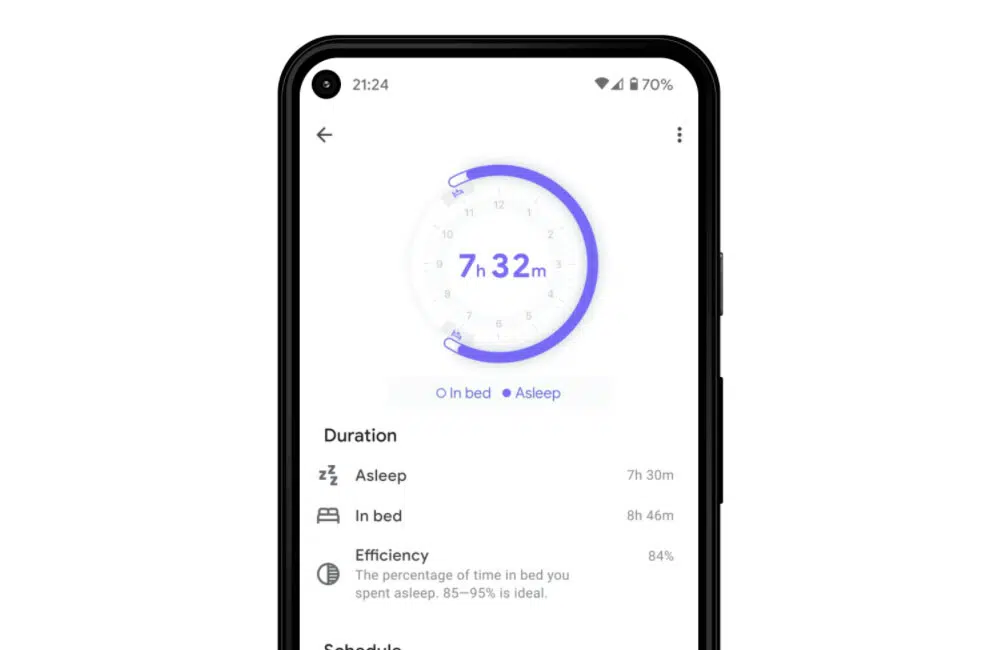 21:24
70%
12
11
1
10
2
7h 32m
9
3
8
4
7
5
6
In bed
Asleep
Duration
Asleep
7h 30m
In bed
8h 46m
Efficiency
84%
The percentage of time in bed you
spent asleep. 85—95% is ideal.
Schedule